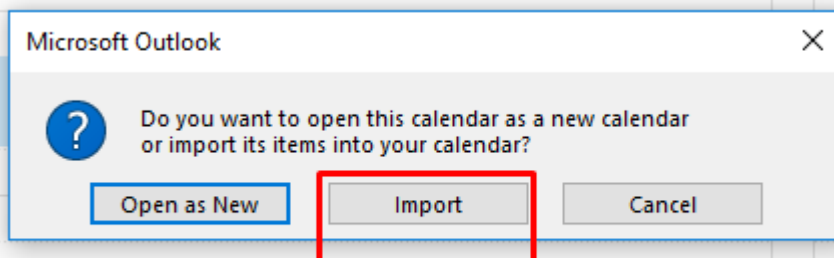 Microsoft Outlook
Do you want to open this calendar as a new calendar
or import its items into your calendar?
Open as New
Import
Cancel